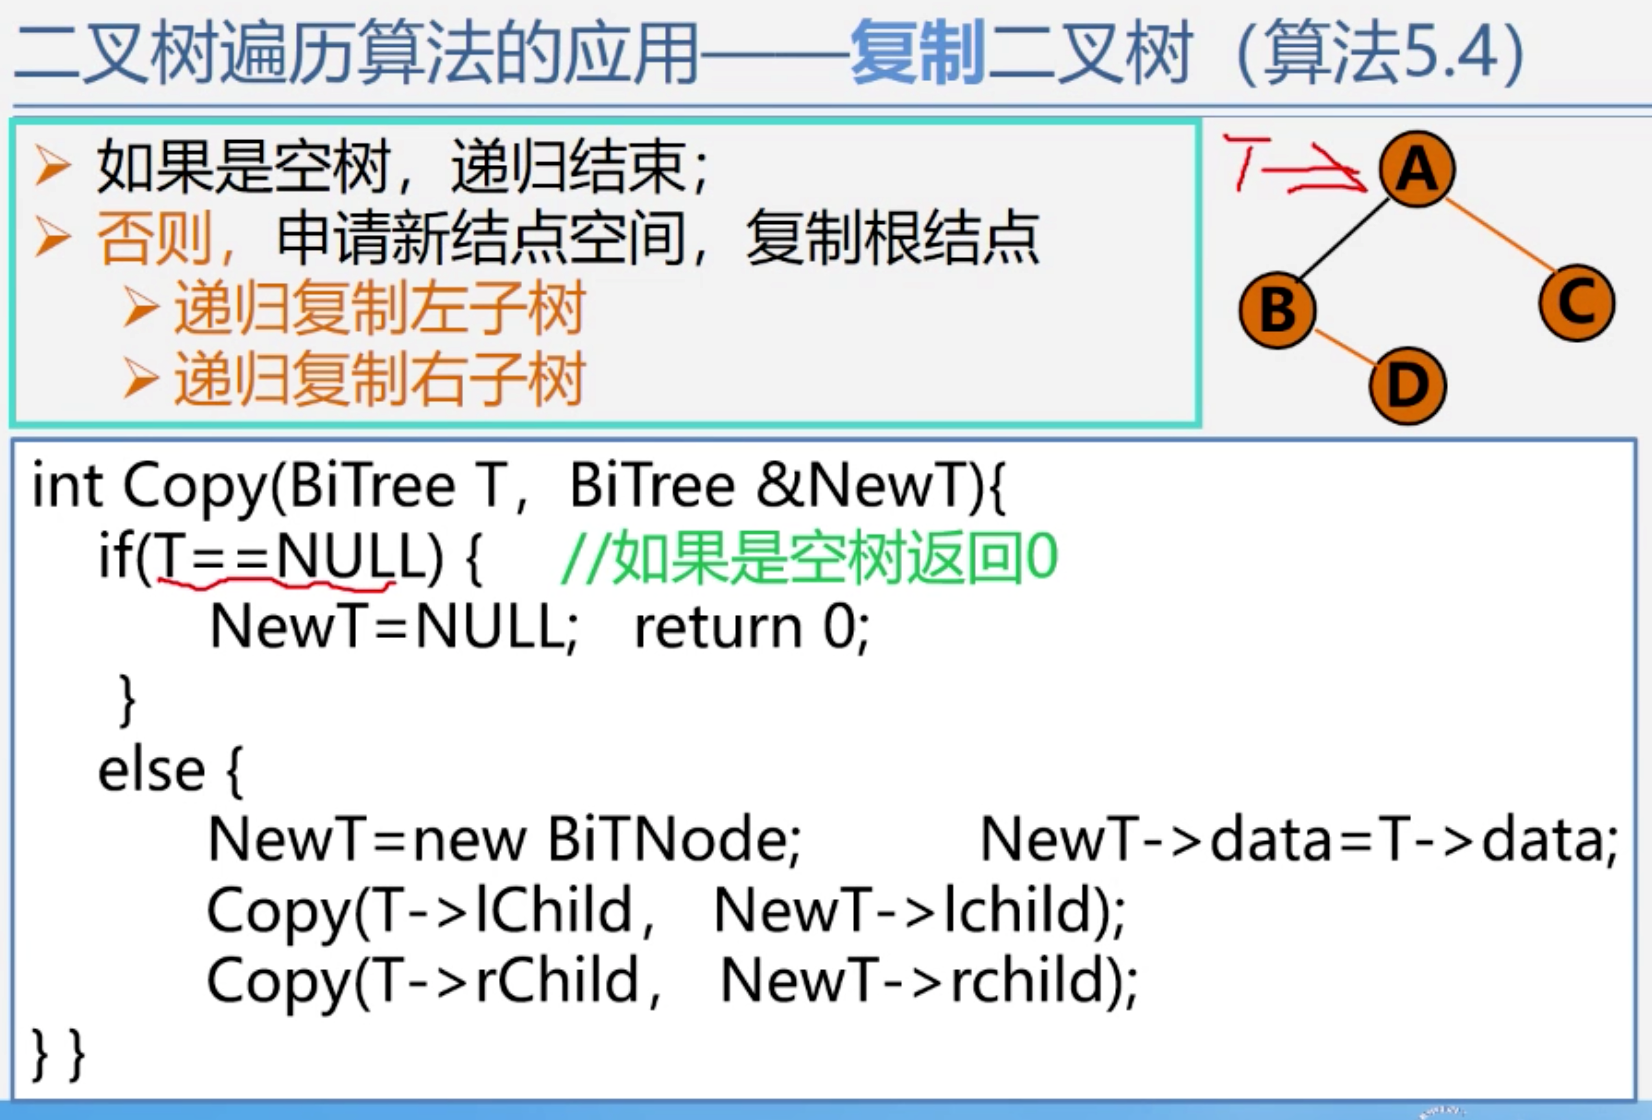 二叉树遍历算法的应用——复制二叉树（算法5.4）
如果是空树，递归结束；
否则，申请新结点空间，复制根结点
递归复制左子树
递归复制右子树
T
A
B
C
D
int Copy(BiTree T，BiTree &NewT){
if(T==NULL) { //如果是空树返回0
NewT=NULL; return 0;
}
else {
NewT=new BiTNode; NewT->data=T->data;
Copy(T->lChild， NewT->lchild);
Copy(T->rChild， NewT->rchild);
} }